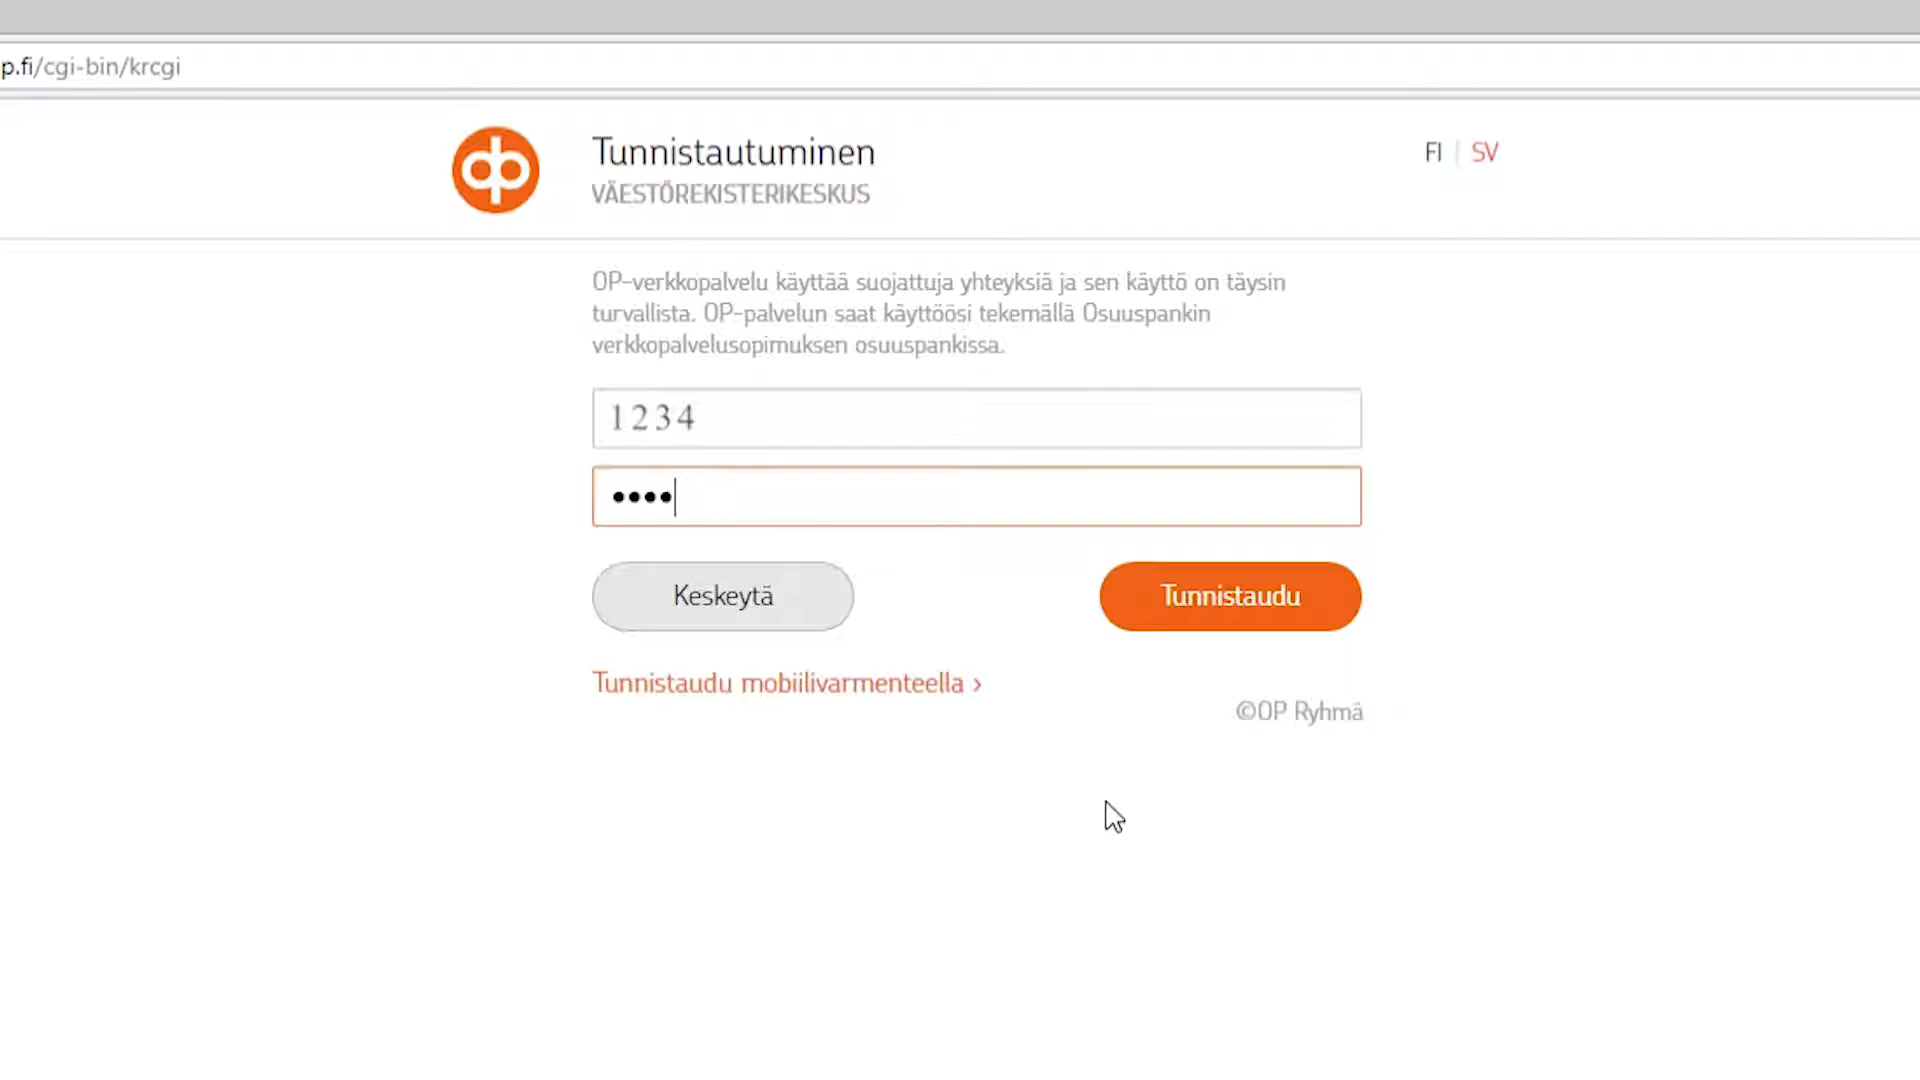 p.fi/cgi-bin/krcgi
Tunnistautuminen
FI | SV
VÄESTÖREKISTERIKESKUS
OP-verkkopalvelu käyttää suojattuja yhteyksiä ja sen käyttö on täysin
turvallista. OP-palvelun saat käyttöösi tekemällä Osuuspankin
verkkopalvelusopimuksen osuuspankissa.
1234
••••
Keskeytä
Tunnistaudu
Tunnistaudu mobiilivarmenteella ›
©OP Ryhmä